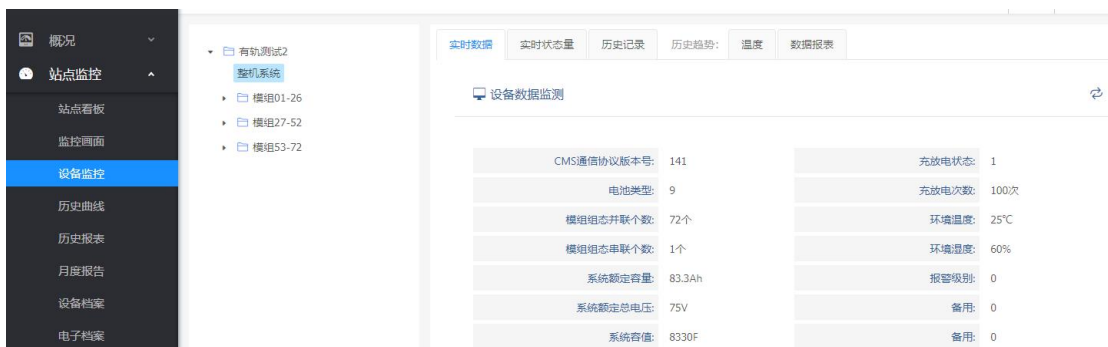 概况
站点监控
站点看板
监控画面
设备监控
历史曲线
历史报表
月度报告
设备档案
电子档案
有轨测试2
整机系统
模组01-26
模组27-52
模组53-72
实时数据 实时状态量 历史记录 历史趋势: 温度 数据报表
设备数据监测
CMS通信协议版本号: 141 充放电状态: 1
电池类型: 9 充放电次数: 100次
模组组态并联个数: 72个 环境温度: 25℃
模组组态串联个数: 1个 环境湿度: 60%
系统额定容量: 83.3Ah 报警级别: 0
系统额定总电压: 75V 备用: 0
系统容值: 8330F 备用: 0